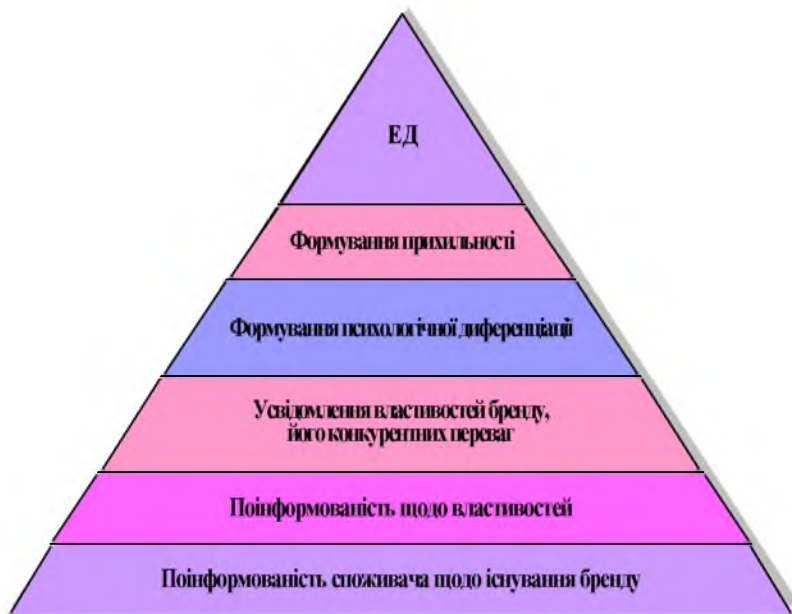 ЕД
Формування прихильності
Формування психологічної диференціації
Усвідомлення властивостей бренду,
його конкурентних переваг
Поінформованість щодо властивостей
Поінформованість споживача щодо існування бренду